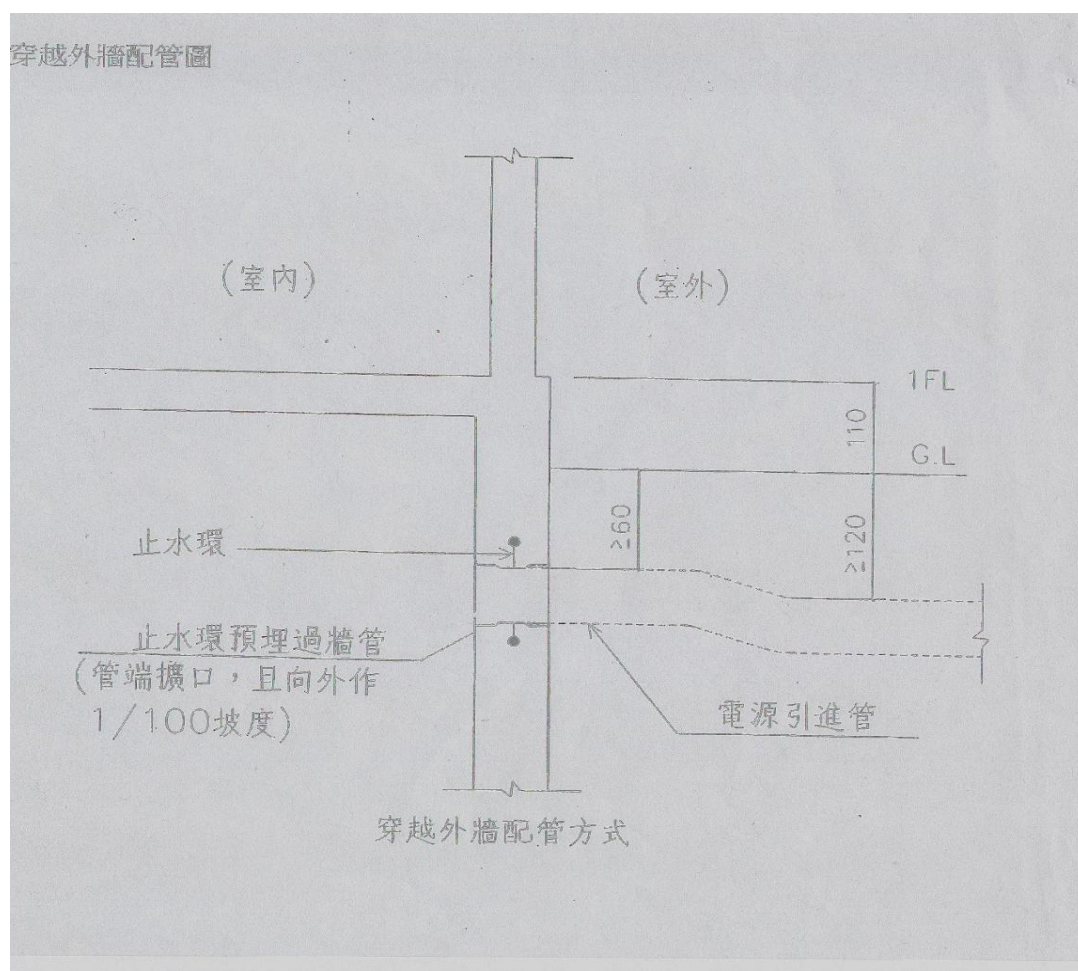 穿越外牆配管圖
(室內)
(室外)
1FL
110
G.L
≥60
≥120
止水環
止水環預埋過牆管
(管端擴口，且向外作
1/100坡度)
電源引進管
穿越外牆配管方式